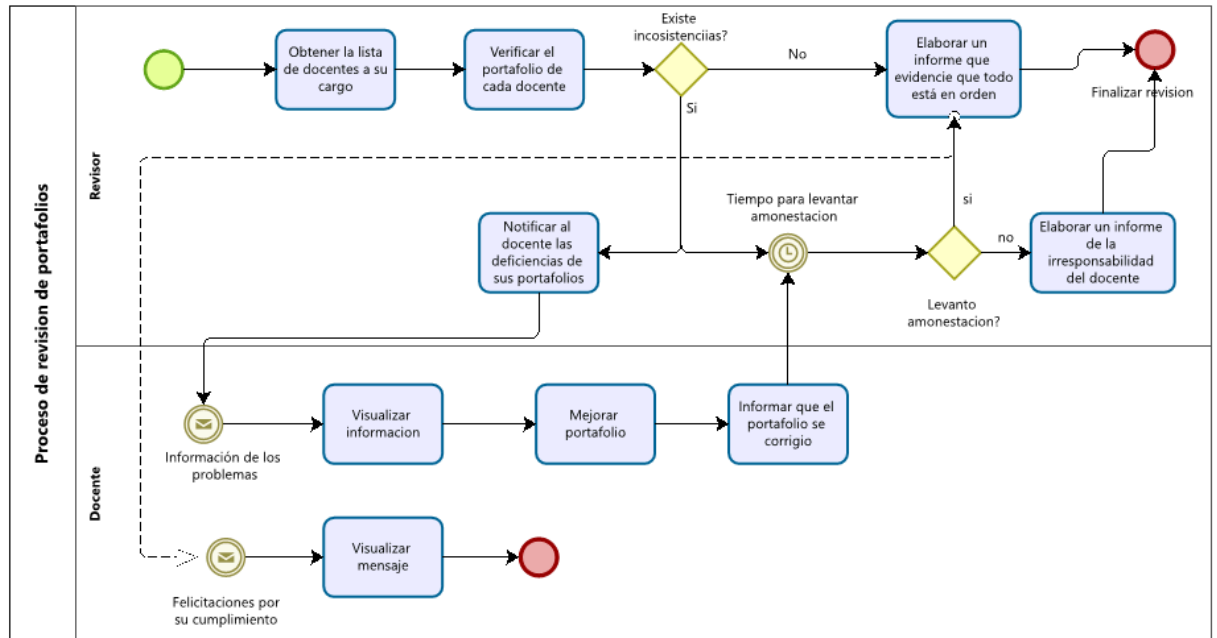 Proceso de revision de portafolios
Revisor
Obtener la lista
de docentes a su
cargo
Verificar el
portafolio de
cada docente
Existe
incosistenciias?
No
Si
Elaborar un
informe que
evidencie que todo
está en orden
Finalizar revision
Notificar al
docente las
deficiencias de
sus portafolios
Tiempo para levantar
amonestacion
si
no
Levanto
amonestacion?
Elaborar un informe
de la
irresponsabilidad
del docente
Docente
Información de los
problemas
Visualizar
informacion
Mejorar
portafolio
Informar que el
portafolio se
corrigio
Felicitaciones por
su cumplimiento
Visualizar
mensaje